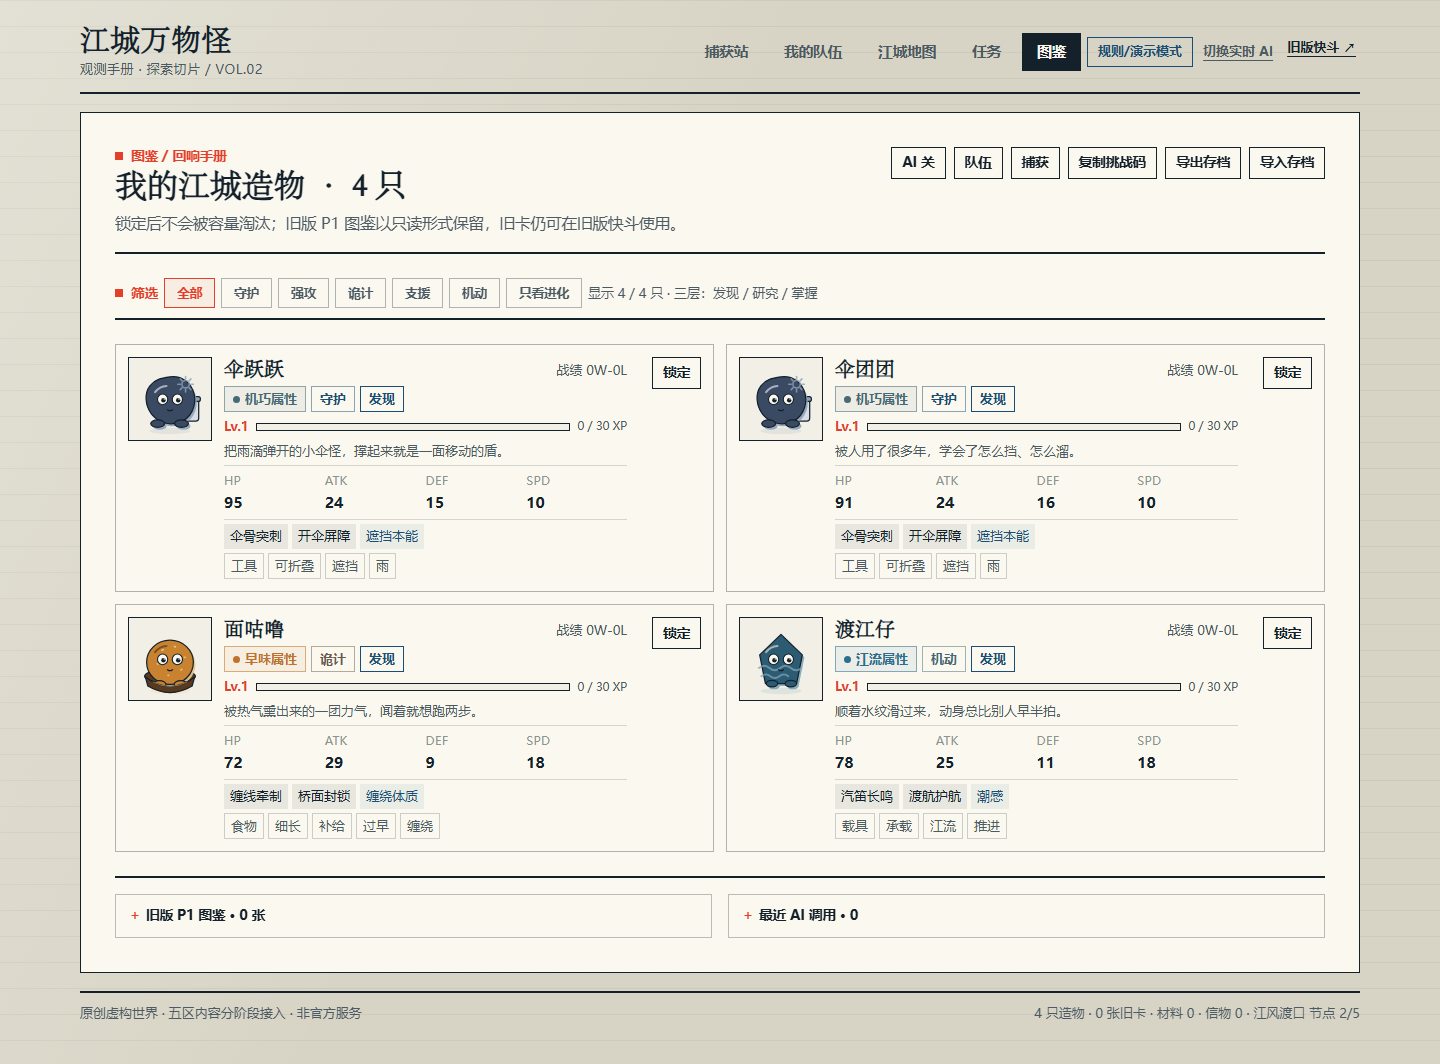 江城万物怪
观测手册 · 探索切片 / VOL.02
捕获站 我的队伍 江城地图 任务 图鉴 规则/演示模式 切换实时 AI 旧版快斗 ↗
图鉴 / 回响手册
我的江城造物 · 4 只
锁定后不会被容量淘汰；旧版 P1 图鉴以只读形式保留，旧卡仍可在旧版快斗使用。
AI 关 队伍 捕获 复制挑战码 导出存档 导入存档
筛选 全部 守护 强攻 诡计 支援 机动 只看进化 显示 4 / 4 只 · 三层：发现 / 研究 / 掌握
伞跃跃 战绩 0W-0L 锁定
机巧属性 守护 发现
Lv.1 0 / 30 XP
把雨滴弹开的小伞怪，撑起来就是一面移动的盾。
HP ATK DEF SPD
95 24 15 10
伞骨突刺 开伞屏障 遮挡本能
工具 可折叠 遮挡 雨
伞团团 战绩 0W-0L 锁定
机巧属性 守护 发现
Lv.1 0 / 30 XP
被人用了很多年，学会了怎么挡、怎么溜。
HP ATK DEF SPD
91 24 16 10
伞骨突刺 开伞屏障 遮挡本能
工具 可折叠 遮挡 雨
面咕噜 战绩 0W-0L 锁定
早味属性 诡计 发现
Lv.1 0 / 30 XP
被热气熏出来的一团力气，闻着就想跑两步。
HP ATK DEF SPD
72 29 9 18
缠线牵制 桥面封锁 缠绕体质
食物 细长 补给 过早 缠绕
渡江仔 战绩 0W-0L 锁定
江流属性 机动 发现
Lv.1 0 / 30 XP
顺着水纹滑过来，动身总比别人早半拍。
HP ATK DEF SPD
78 25 11 18
汽笛长鸣 渡航护航 潮感
载具 承载 江流 推进
+ 旧版 P1 图鉴 • 0 张
+ 最近 AI 调用 • 0
原创虚构世界 · 五区内容分阶段接入 · 非官方服务
4 只造物 · 0 张旧卡 · 材料 0 · 信物 0 · 江风渡口 节点 2/5